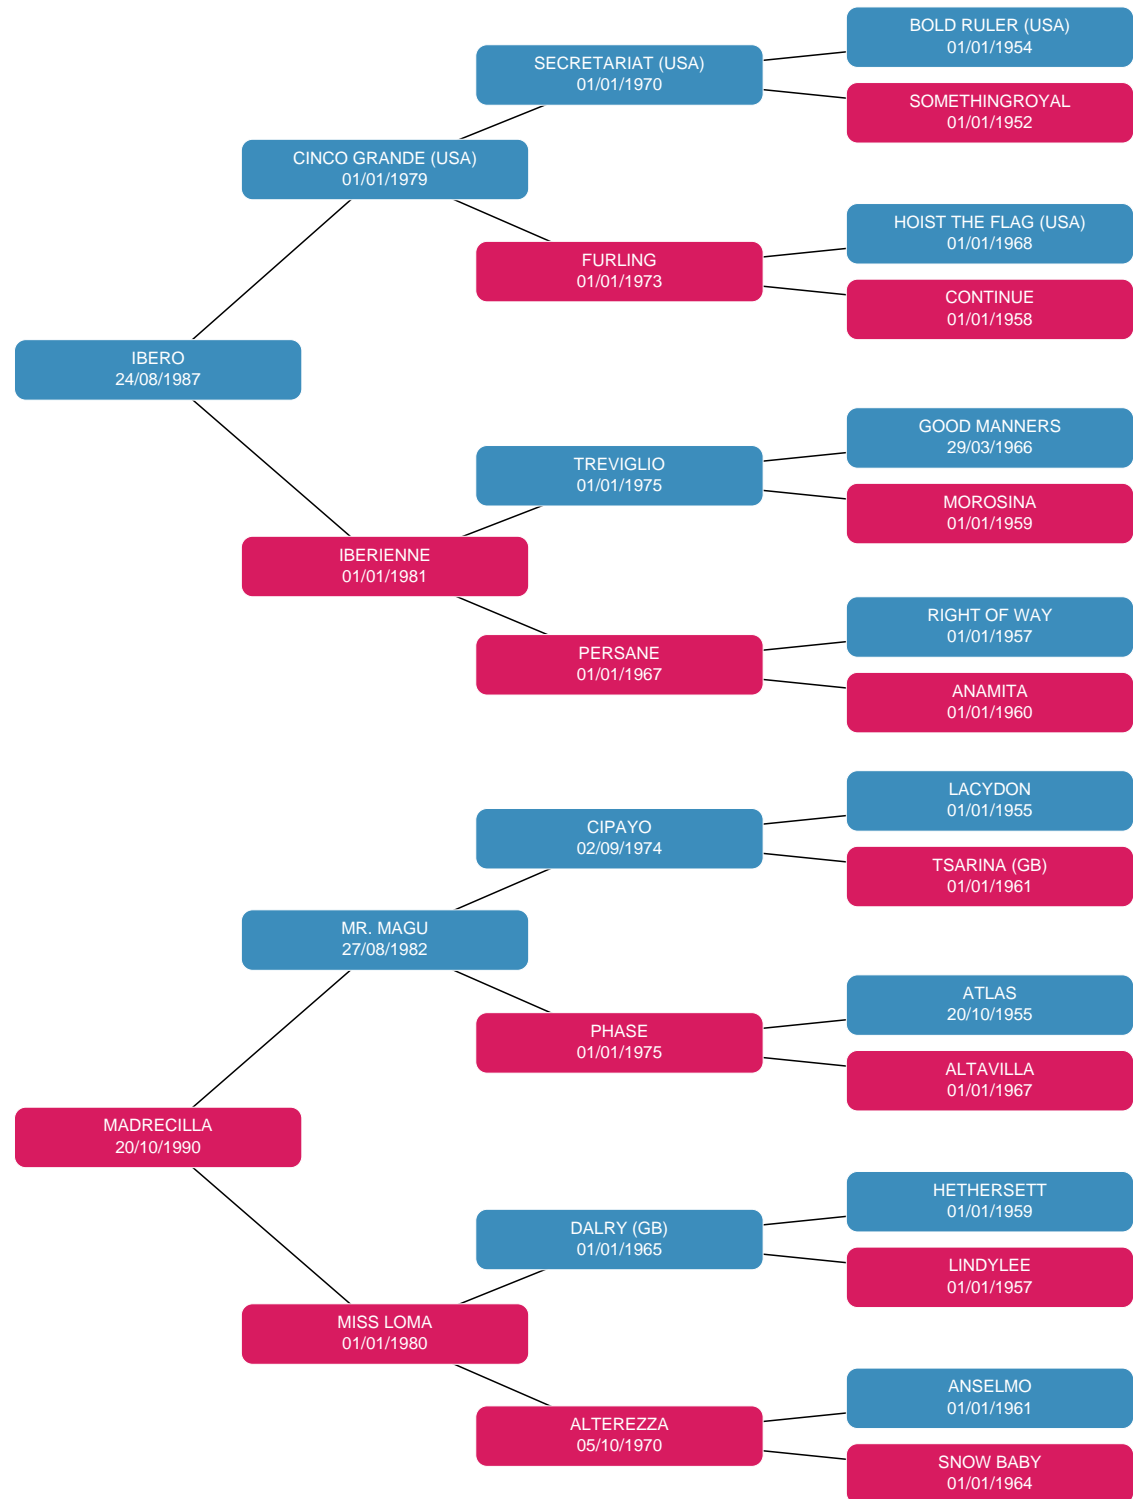 BOLD RULER (USA)
01/01/1954
SECRETARIAT (USA)
01/01/1970
SOMETHINGROYAL
01/01/1952
CINCO GRANDE (USA)
01/01/1979
HOIST THE FLAG (USA)
01/01/1968
FURLING
01/01/1973
CONTINUE
01/01/1958
IBERO
24/08/1987
GOOD MANNERS
29/03/1966
TREVIGLIO
01/01/1975
MOROSINA
01/01/1959
IBERIENNE
01/01/1981
RIGHT OF WAY
01/01/1957
PERSANE
01/01/1967
ANAMITA
01/01/1960
LACYDON
01/01/1955
CIPAYO
02/09/1974
TSARINA (GB)
01/01/1961
MR. MAGU
27/08/1982
ATLAS
20/10/1955
PHASE
01/01/1975
ALTAVILLA
01/01/1967
MADRECILLA
20/10/1990
HETHERSETT
01/01/1959
DALRY (GB)
01/01/1965
LINDYLEE
01/01/1957
MISS LOMA
01/01/1980
ANSELMO
01/01/1961
ALTEREZZA
05/10/1970
SNOW BABY
01/01/1964